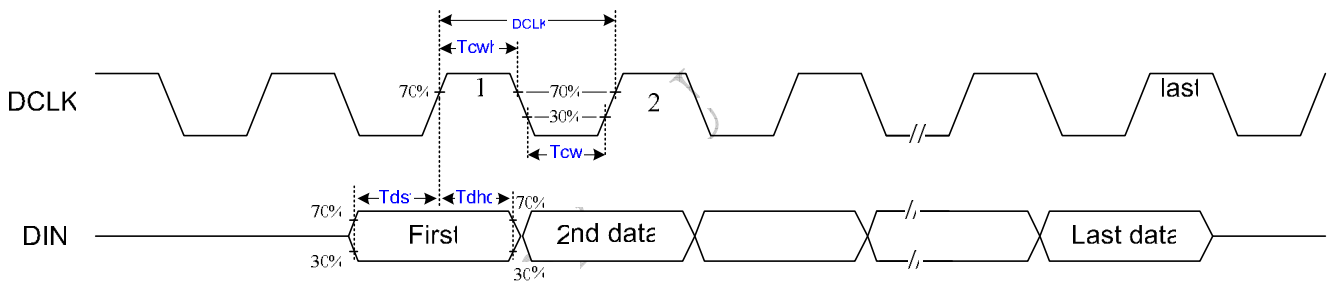 DCLK
Tcwh
DCLK
70%
1
70%
2
last
30%
Tcw
Tds
Tdhd
70%
70%
DIN
First
2nd data
Last data
30%
30%